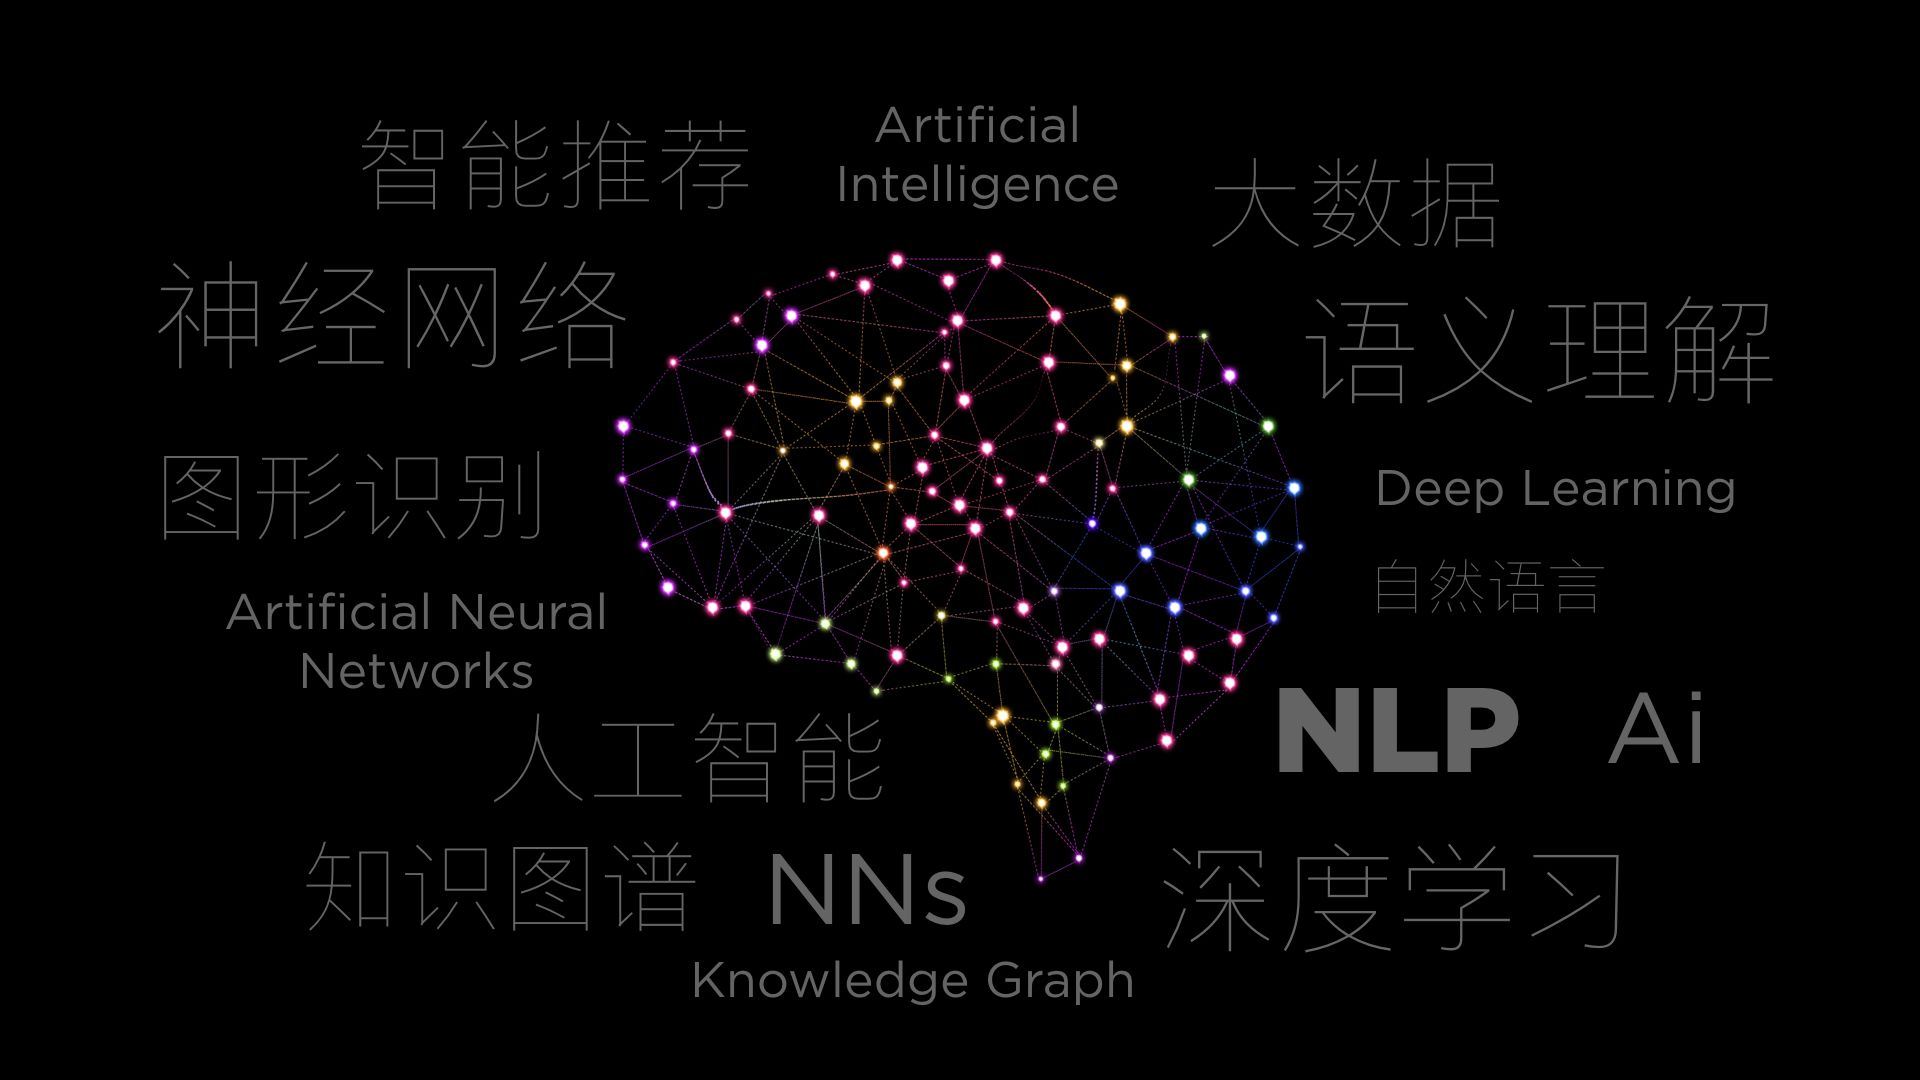 智能推荐
Artificial
Intelligence
大数据
神经网络
语义理解
图形识别
Deep Learning
自然语言
Artificial Neural
Networks
NLP
Ai
人工智能
知识图谱
NNs
深度学习
Knowledge Graph